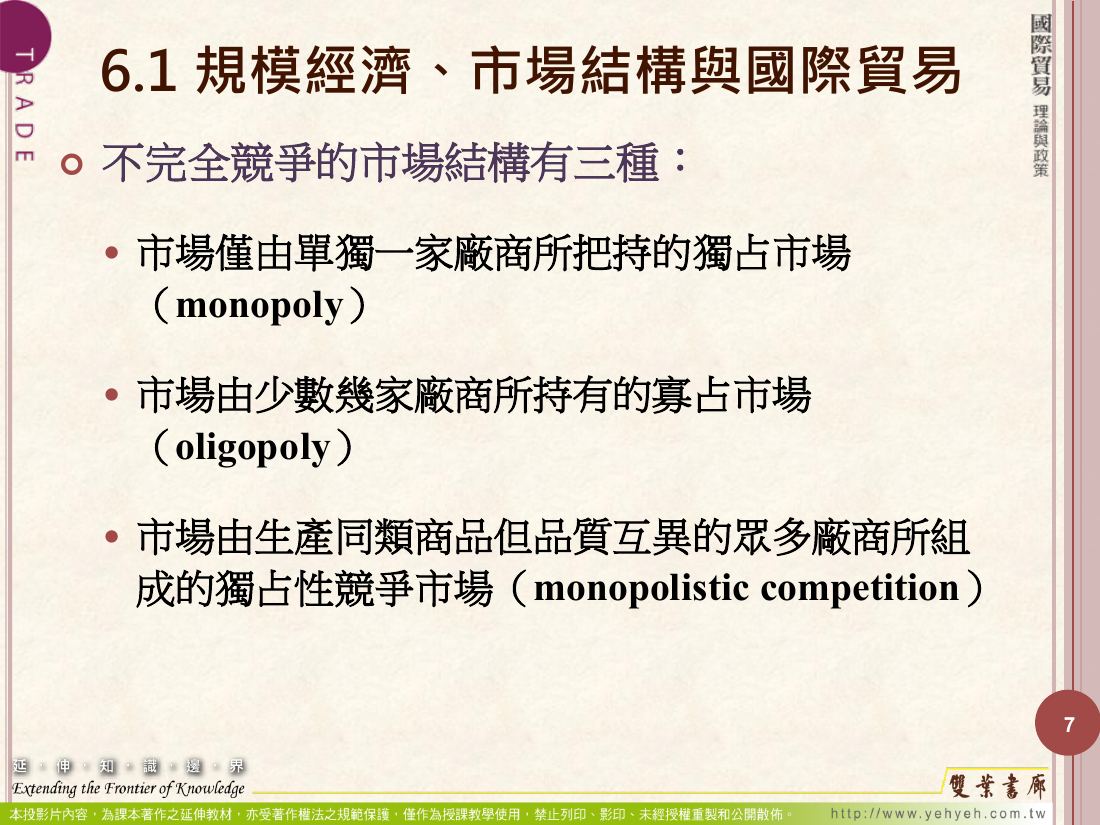 TRADE
國際貿易 理論與政策
6.1 規模經濟、市場結構與國際貿易
不完全競爭的市場結構有三種：
市場僅由單獨一家廠商所把持的獨占市場
（monopoly）
市場由少數幾家廠商所持有的寡占市場
（oligopoly）
市場由生產同類商品但品質互異的眾多廠商所組
成的獨占性競爭市場（monopolistic competition）
7
延．伸．知．識．邊．界
Extending the Frontier of Knowledge
雙葉書廊
本投影片內容，為課本著作之延伸教材，亦受著作權法之規範保護，僅作為授課教學使用，禁止列印、影印、未經授權重製和公開散佈。
http://www.yehyeh.com.tw